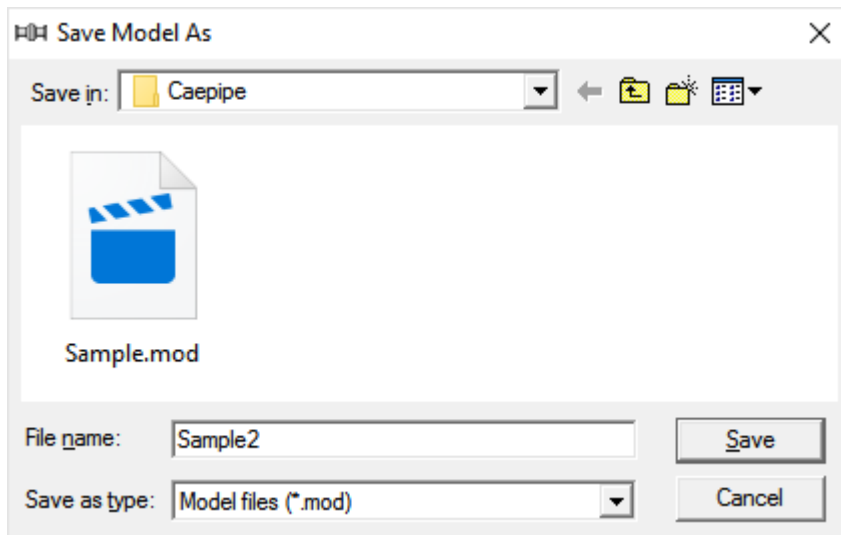 Save Model As
Save in: Caepipe
Sample.mod
File name: Sample2 Save
Save as type: Model files (*.mod) Cancel